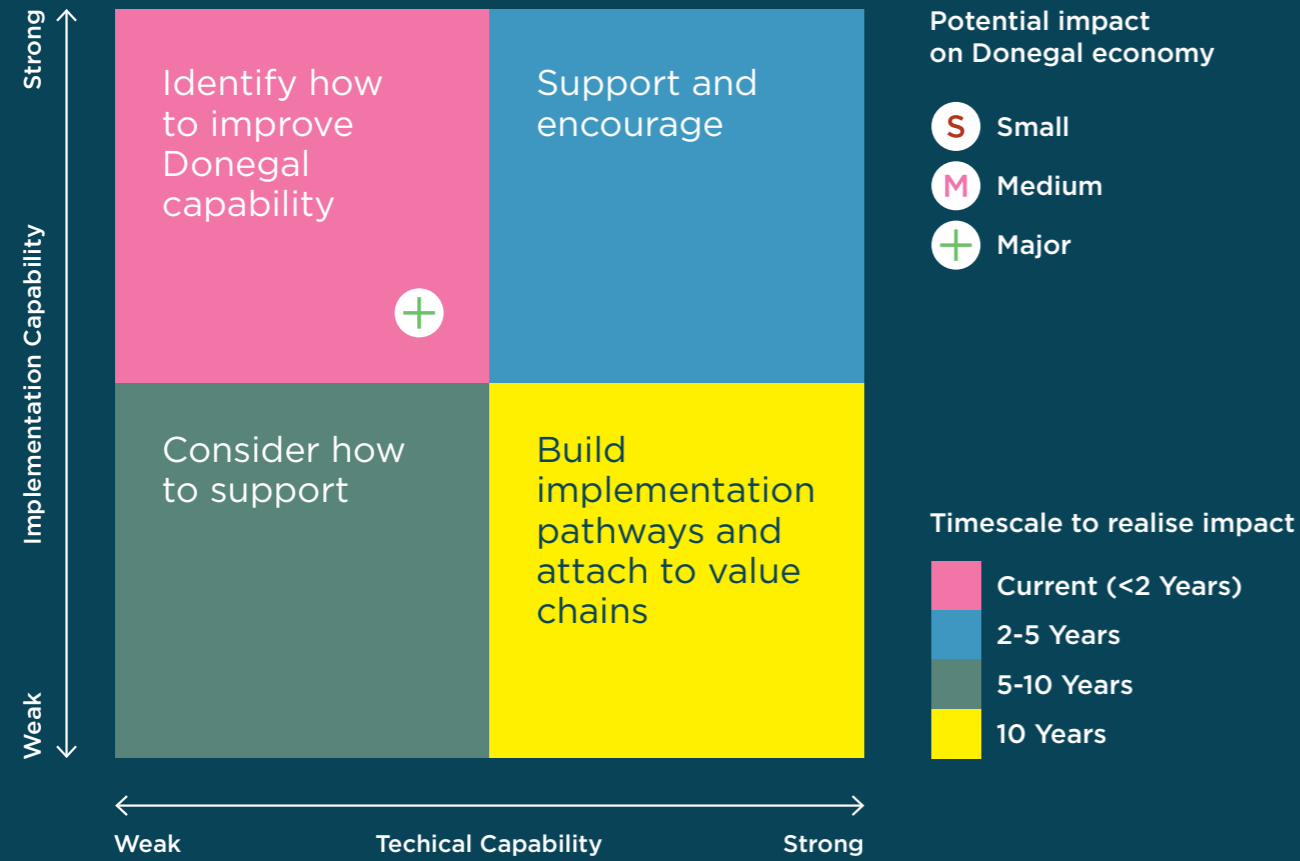 Strong
Implementation Capability
Weak
Identify how
to improve
Donegal
capability
+
Support and
encourage
Consider how
to support
Build
implementation
pathways and
attach to value
chains
Weak
Techical Capability
Strong
Potential impact
on Donegal economy
S Small
M Medium
+ Major
Timescale to realise impact
Current (<2 Years)
2-5 Years
5-10 Years
10 Years